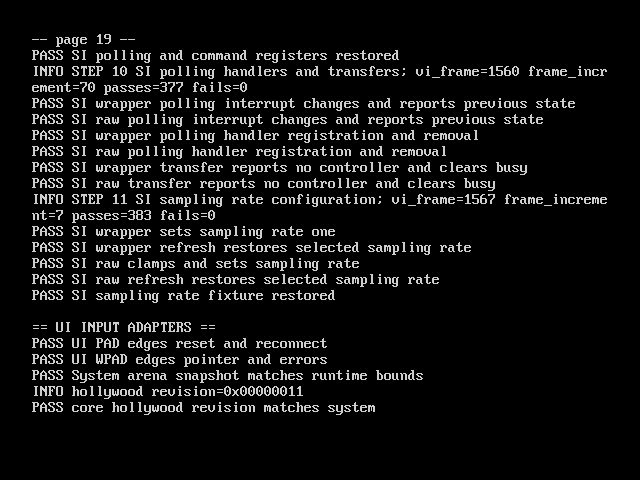 -- page 19 --
PASS SI polling and command registers restored
INFO STEP 10 SI polling handlers and transfers; vi_frame=1560 frame_incr
ement=70 passes=377 fails=0
PASS SI wrapper polling interrupt changes and reports previous state
PASS SI raw polling interrupt changes and reports previous state
PASS SI wrapper polling handler registration and removal
PASS SI raw polling handler registration and removal
PASS SI wrapper transfer reports no controller and clears busy
PASS SI raw transfer reports no controller and clears busy
INFO STEP 11 SI sampling rate configuration; vi_frame=1567 frame_increme
nt=7 passes=383 fails=0
PASS SI wrapper sets sampling rate one
PASS SI wrapper refresh restores selected sampling rate
PASS SI raw clamps and sets sampling rate
PASS SI raw refresh restores selected sampling rate
PASS SI sampling rate fixture restored
== UI INPUT ADAPTERS ==
PASS UI PAD edges reset and reconnect
PASS UI WPAD edges pointer and errors
PASS System arena snapshot matches runtime bounds
INFO hollywood revision=0x00000011
PASS core hollywood revision matches system